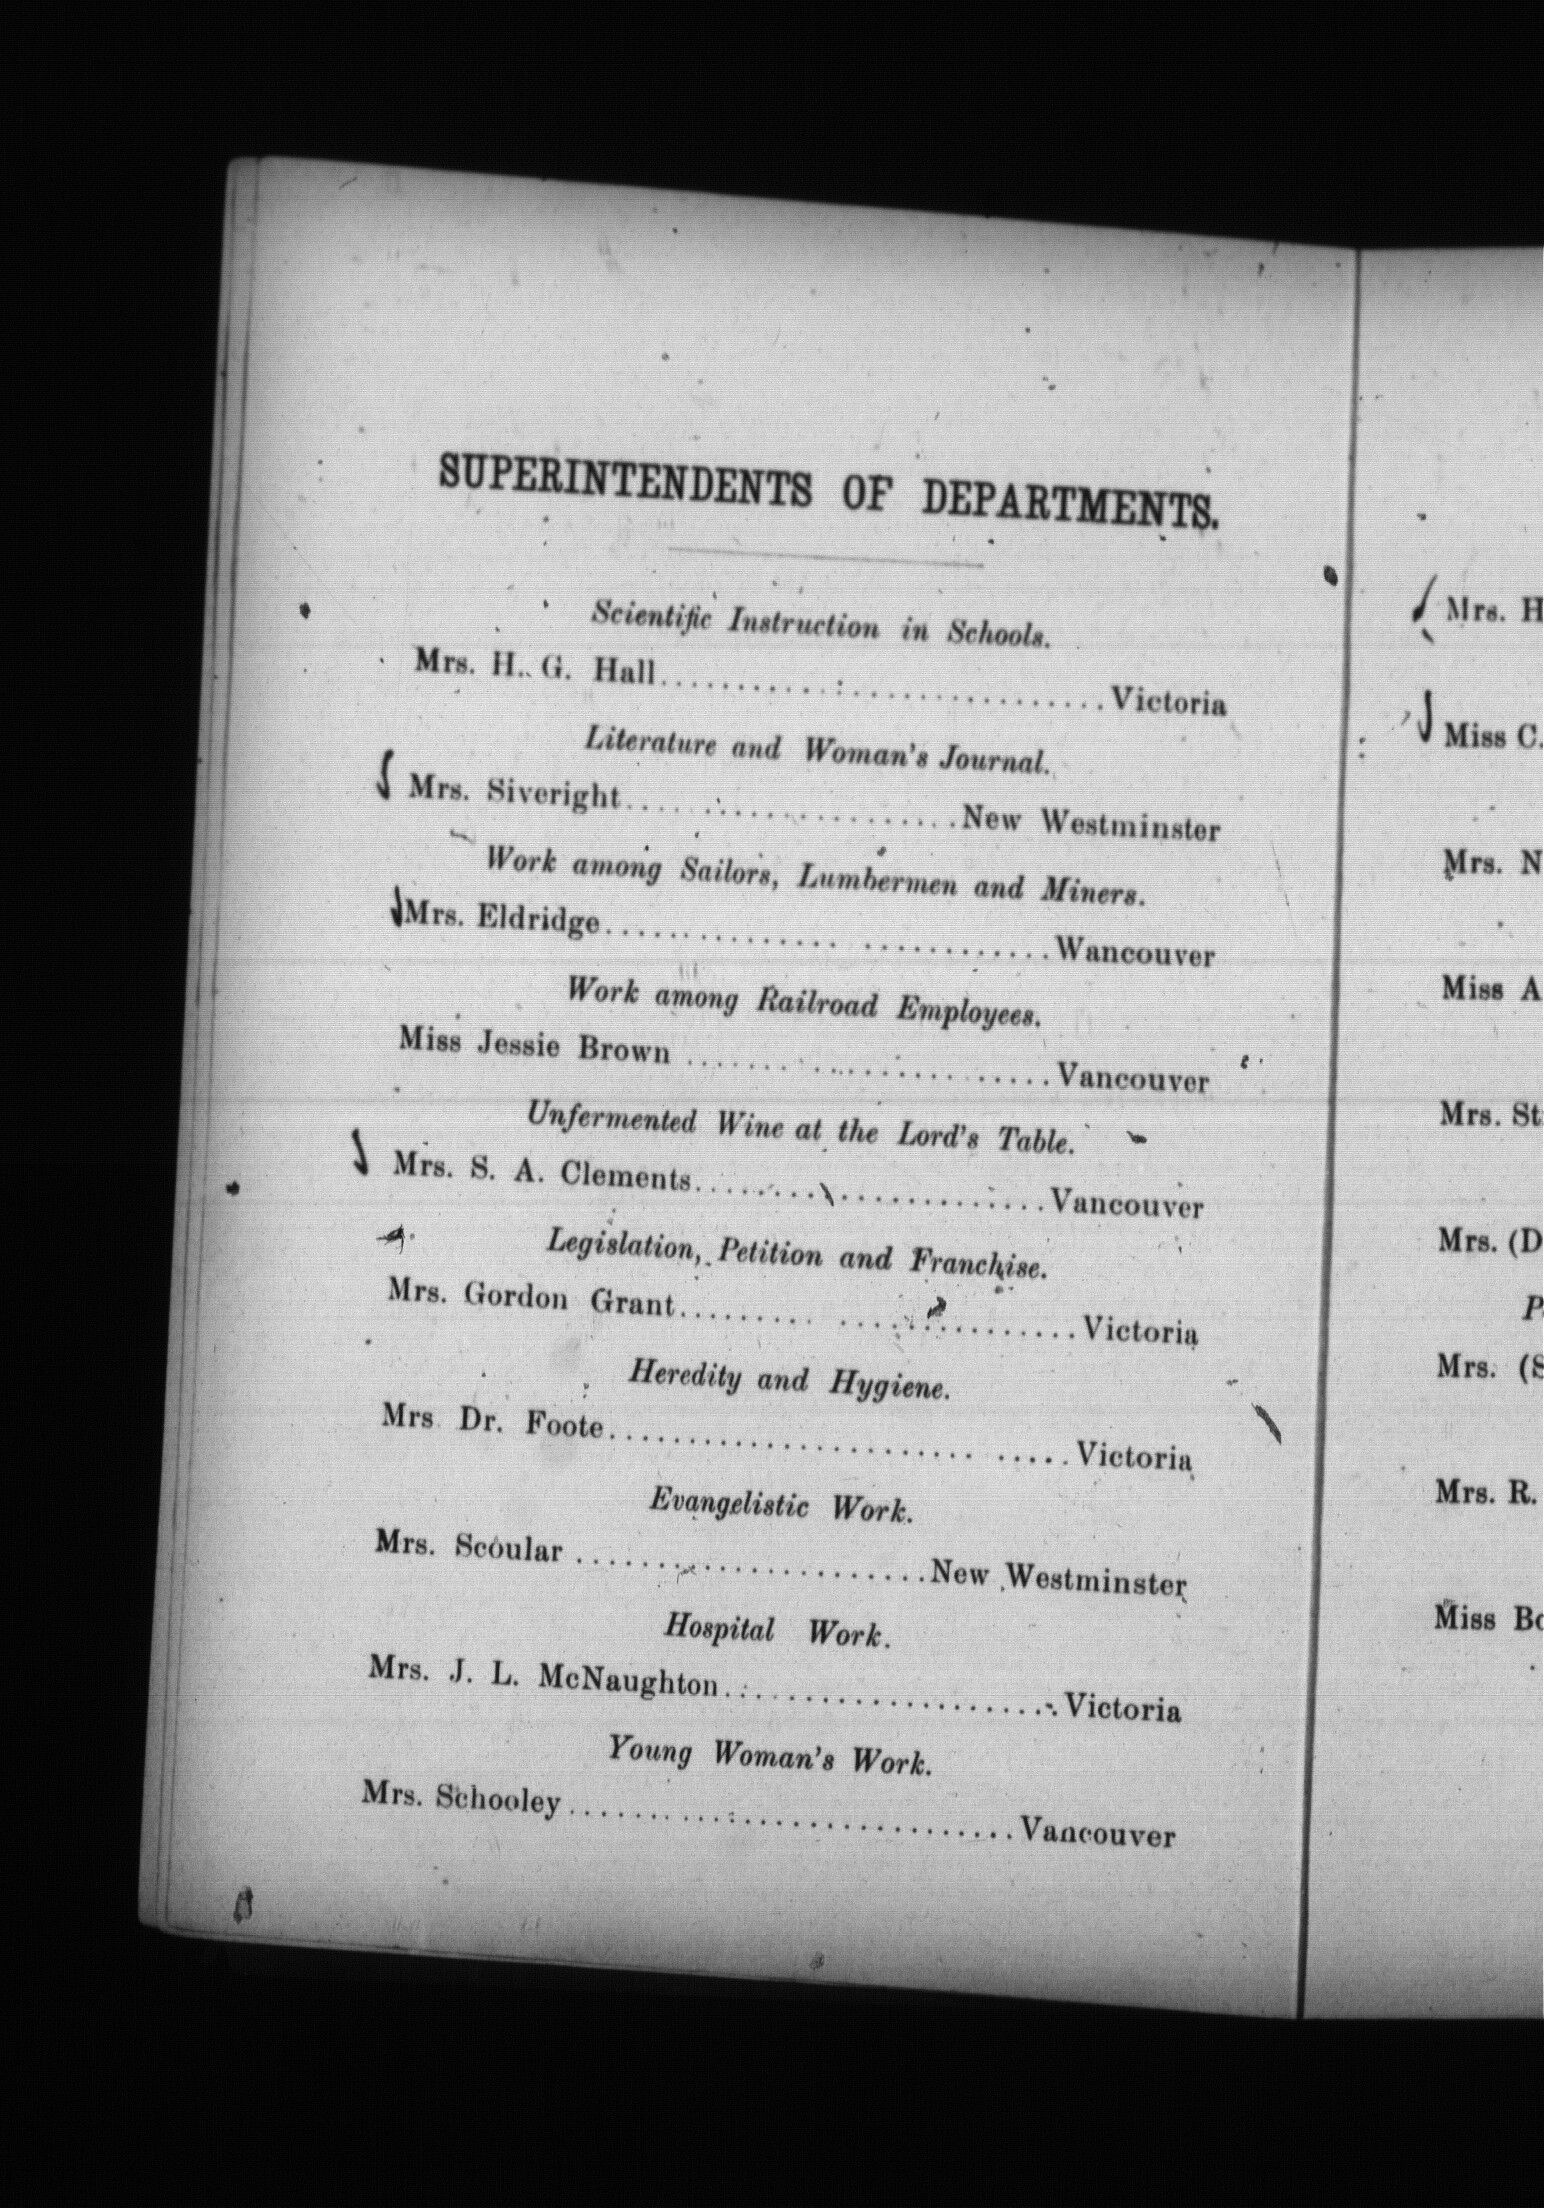 SUPERINTENDENTS OF DEPARTMENTS.
Scientific Instruction in Schools.
Mrs. H. G. Hall............................Victoria
Literature and Woman's Journal.
Mrs. Siveright.....................New Westminster
Work among Sailors, Lumbermen and Miners.
Mrs. Eldridge............................Wancouver
Work among Railroad Employees.
Miss Jessie Brown .......................Vancouver
Unfermented Wine at the Lord's Table.
Mrs. S. A. Clements......................Vancouver
Legislation, Petition and Franchise.
Mrs. Gordon Grant........................Victoria
Heredity and Hygiene.
Mrs. Dr. Foote............................Victoria
Evangelistic Work.
Mrs. Scoular ......................New Westminster
Hospital Work.
Mrs. J. L. McNaughton.....................Victoria
Young Woman's Work.
Mrs. Schooley............................Vancouver
Mrs. H
Miss C.
Mrs. N
Miss A
Mrs. St
Mrs. (D
P
Mrs. (S
Mrs. R.
Miss Bo